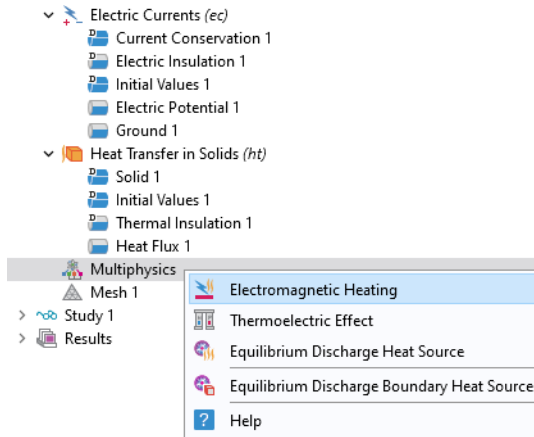 Electric Currents (ec)
Current Conservation 1
Electric Insulation 1
Initial Values 1
Electric Potential 1
Ground 1
Heat Transfer in Solids (ht)
Solid 1
Initial Values 1
Thermal Insulation 1
Heat Flux 1
Multiphysics
Mesh 1
Study 1
Results
Electromagnetic Heating
Thermoelectric Effect
Equilibrium Discharge Heat Source
Equilibrium Discharge Boundary Heat Source
Help